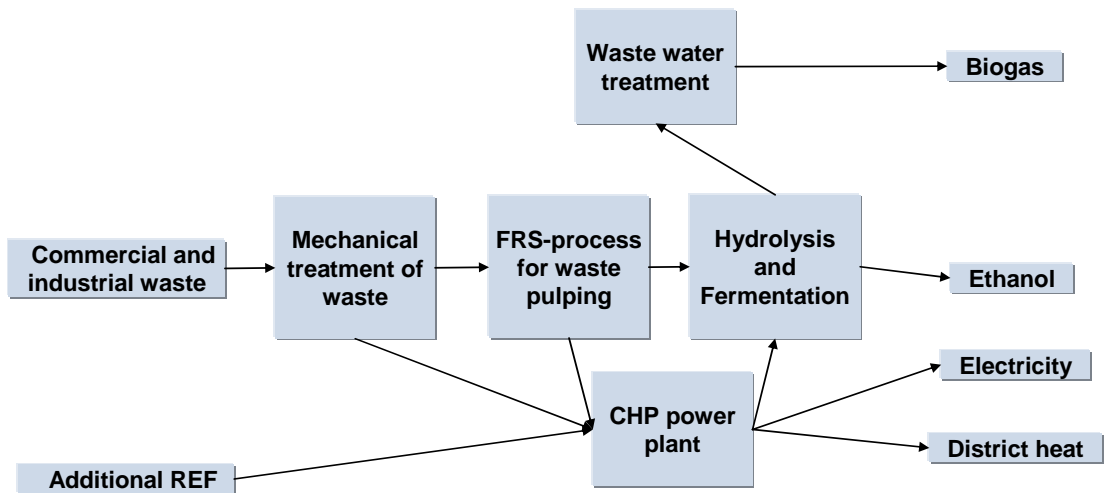 Waste water
treatment
Biogas
Commercial and
industrial waste
Mechanical
treatment of
waste
FRS-process
for waste
pulping
Hydrolysis
and
Fermentation
Ethanol
Electricity
CHP power
plant
District heat
Additional REF